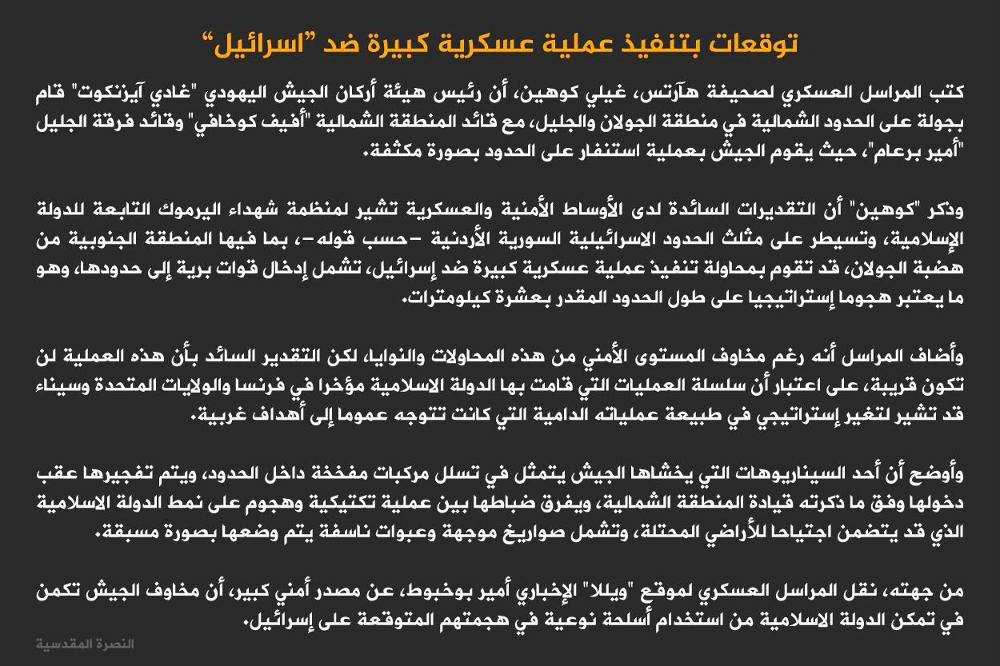 توقعات بتنفيذ عملية عسكرية كبيرة ضد ”اسرائيل“
كتب المراسل العسكري لصحيفة هآرتس، غيلي كوهين، أن رئيس هيئة أركان الجيش اليهودي "غادي آيزنكوت" قام
بجولة على الحدود الشمالية في منطقة الجولان والجليل، مع قائد المنطقة الشمالية "أفيف كوخافي" وقائد فرقة الجليل
"أمير برعام"، حيث يقوم الجيش بعملية استنفار على الحدود بصورة مكثفة.
وذكر "كوهين" أن التقديرات السائدة لدى الأوساط الأمنية والعسكرية تشير لمنظمة شهداء اليرموك التابعة للدولة
الإسلامية، وتسيطر على مثلث الحدود الاسرائيلية السورية الأردنية –حسب قوله–، بما فيها المنطقة الجنوبية من
هضبة الجولان، قد تقوم بمحاولة تنفيذ عملية عسكرية كبيرة ضد إسرائيل، تشمل إدخال قوات برية إلى حدودها، وهو
ما يعتبر هجوما إستراتيجيا على طول الحدود المقدر بعشرة كيلومترات.
وأضاف المراسل أنه رغم مخاوف المستوى الأمني من هذه المحاولات والنوايا، لكن التقدير السائد بأن هذه العملية لن
تكون قريبة، على اعتبار أن سلسلة العمليات التي قامت بها الدولة الاسلامية مؤخرا في فرنسا والولايات المتحدة وسيناء
قد تشير لتغير إستراتيجي في طبيعة عملياته الدامية التي كانت تتوجه عموما إلى أهداف غربية.
وأوضح أن أحد السيناريوهات التي يخشاها الجيش يتمثل في تسلل مركبات مفخخة داخل الحدود، ويتم تفجيرها عقب
دخولها وفق ما ذكرته قيادة المنطقة الشمالية، ويفرق ضباطها بين عملية تكتيكية وهجوم على نمط الدولة الاسلامية
الذي قد يتضمن اجتياحا للأراضي المحتلة، وتشمل صواريخ موجهة وعبوات ناسفة يتم وضعها بصورة مسبقة.
من جهته، نقل المراسل العسكري لموقع "ويللا" الإخباري أمير بوخبوط، عن مصدر أمني كبير، أن مخاوف الجيش تكمن
في تمكن الدولة الاسلامية من استخدام أسلحة نوعية في هجمتهم المتوقعة على إسرائيل.
النصرة المقدسية